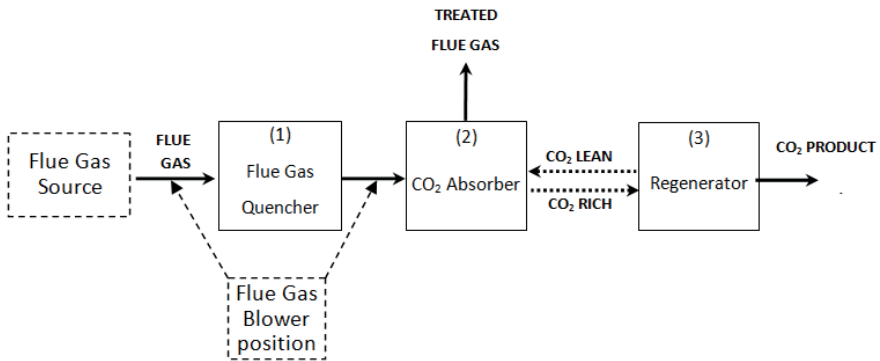 TREATED
FLUE GAS
Flue Gas
Source
FLUE
GAS
(1)
Flue Gas
Quencher
(2)
CO₂ Absorber
CO₂ LEAN
CO₂ RICH
(3)
Regenerator
CO₂ PRODUCT
Flue Gas
Blower
position